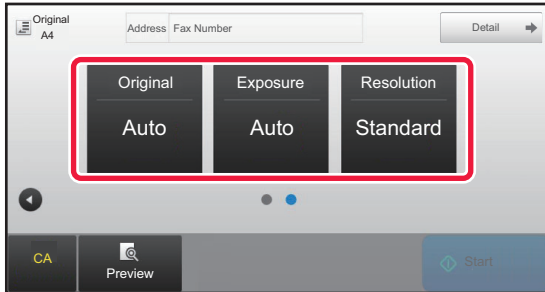 Original
A4
Address Fax Number
Detail
Original Exposure Resolution
Auto Auto Standard
CA
Preview
Start